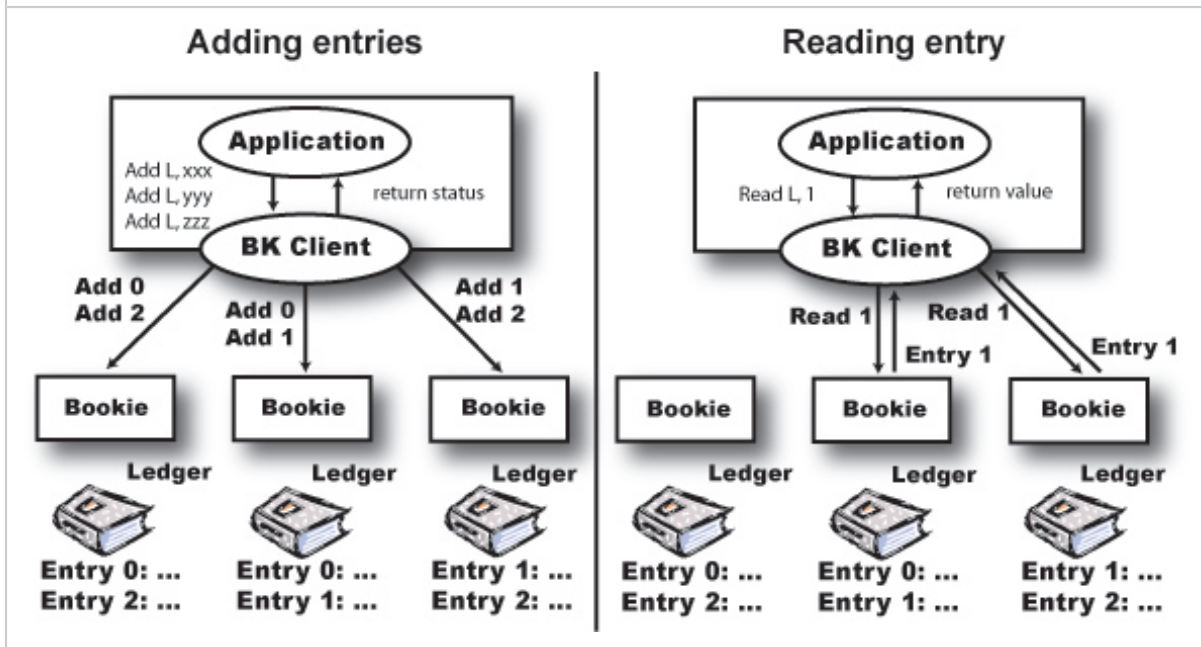 Adding entries
Application
Add L, xxx
Add L, yyy
Add L, zzz
return status
BK Client
Add 0
Add 2
Add 0
Add 1
Add 1
Add 2
Bookie
Bookie
Bookie
Ledger
Ledger
Ledger
Entry 0: ...
Entry 2: ...
Entry 0: ...
Entry 1: ...
Entry 1: ...
Entry 2: ...
Reading entry
Application
Read L, 1
return value
BK Client
Read 1
Entry 1
Read 1
Entry 1
Bookie
Bookie
Bookie
Ledger
Ledger
Ledger
Entry 0: ...
Entry 2: ...
Entry 0: ...
Entry 1: ...
Entry 1: ...
Entry 2: ...